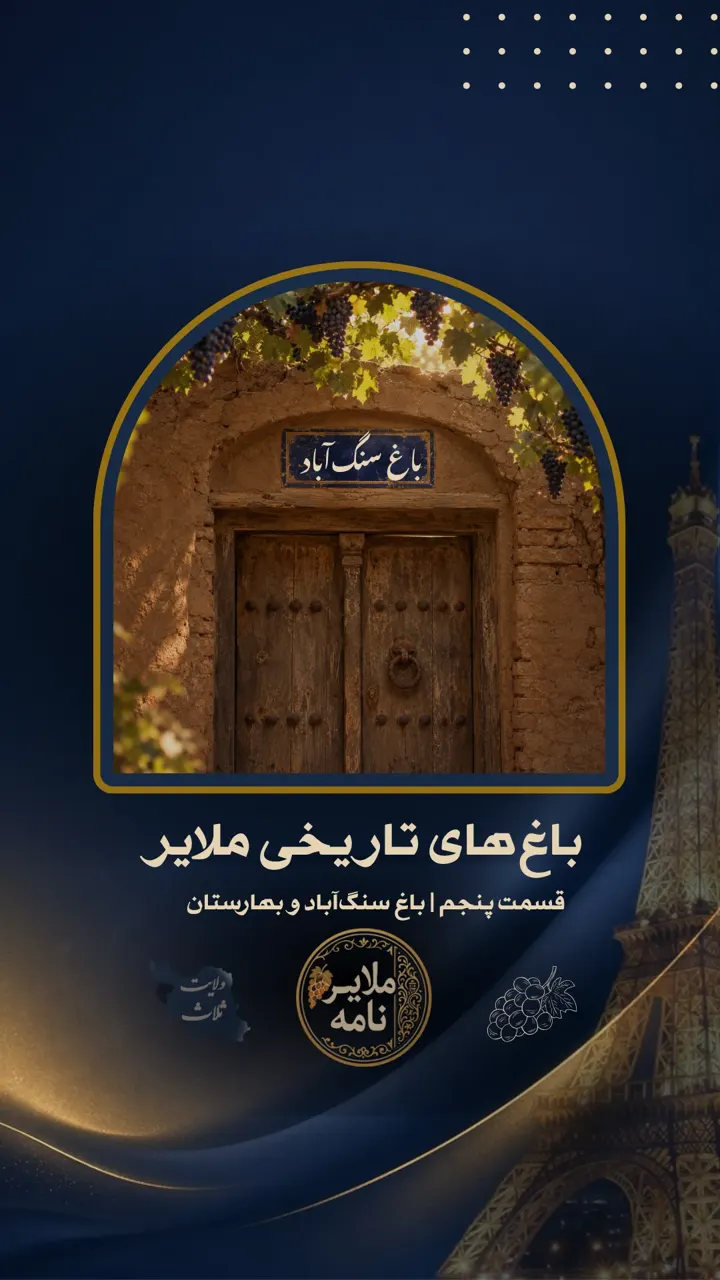 باغ سنگ‌آباد
باغ‌های تاریخی ملایر
قسمت پنجم | باغ سنگ‌آباد و بهارستان
ملایر
نامه
ولایت
ثلاث